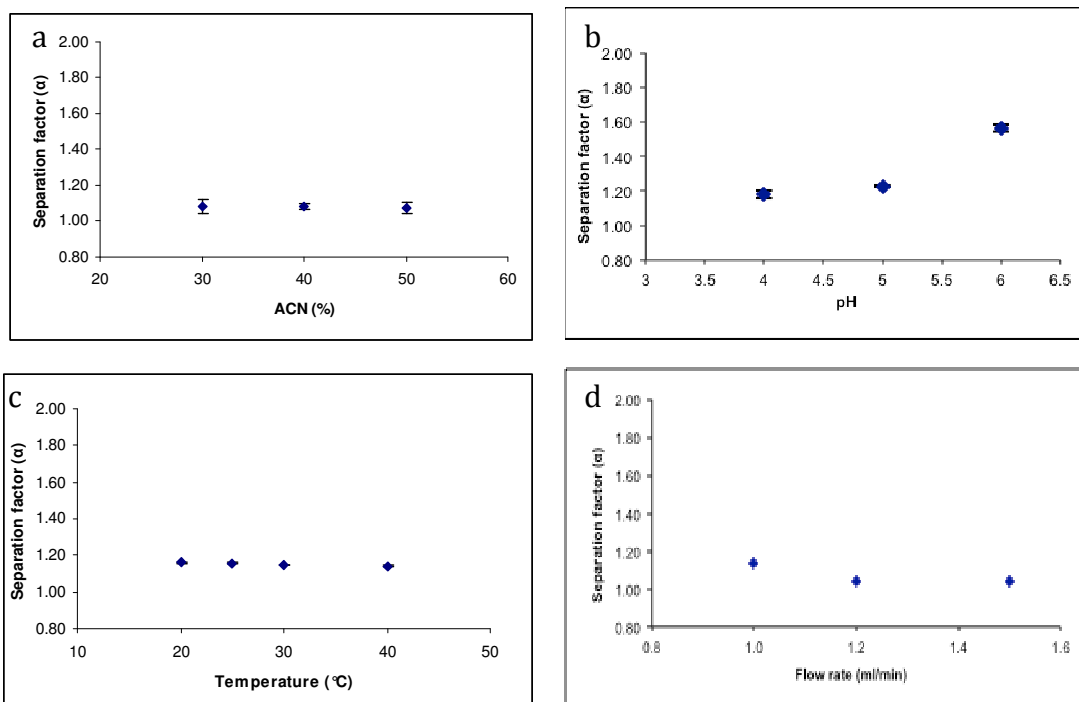 a
2.00
1.80
1.60
1.40
1.20
1.00
0.80
Separation factor (α)
20 30 40 50 60
ACN (%)
b
2.00
1.80
1.60
1.40
1.20
1.00
0.80
Separation factor (α)
3 3.5 4 4.5 5 5.5 6 6.5
pH
c
2.00
1.80
1.60
1.40
1.20
1.00
0.80
Separation factor (α)
10 20 30 40 50
Temperature (°C)
d
2.00
1.80
1.60
1.40
1.20
1.00
0.80
Separation factor (α)
0.8 1.0 1.2 1.4 1.6
Flow rate (ml/min)